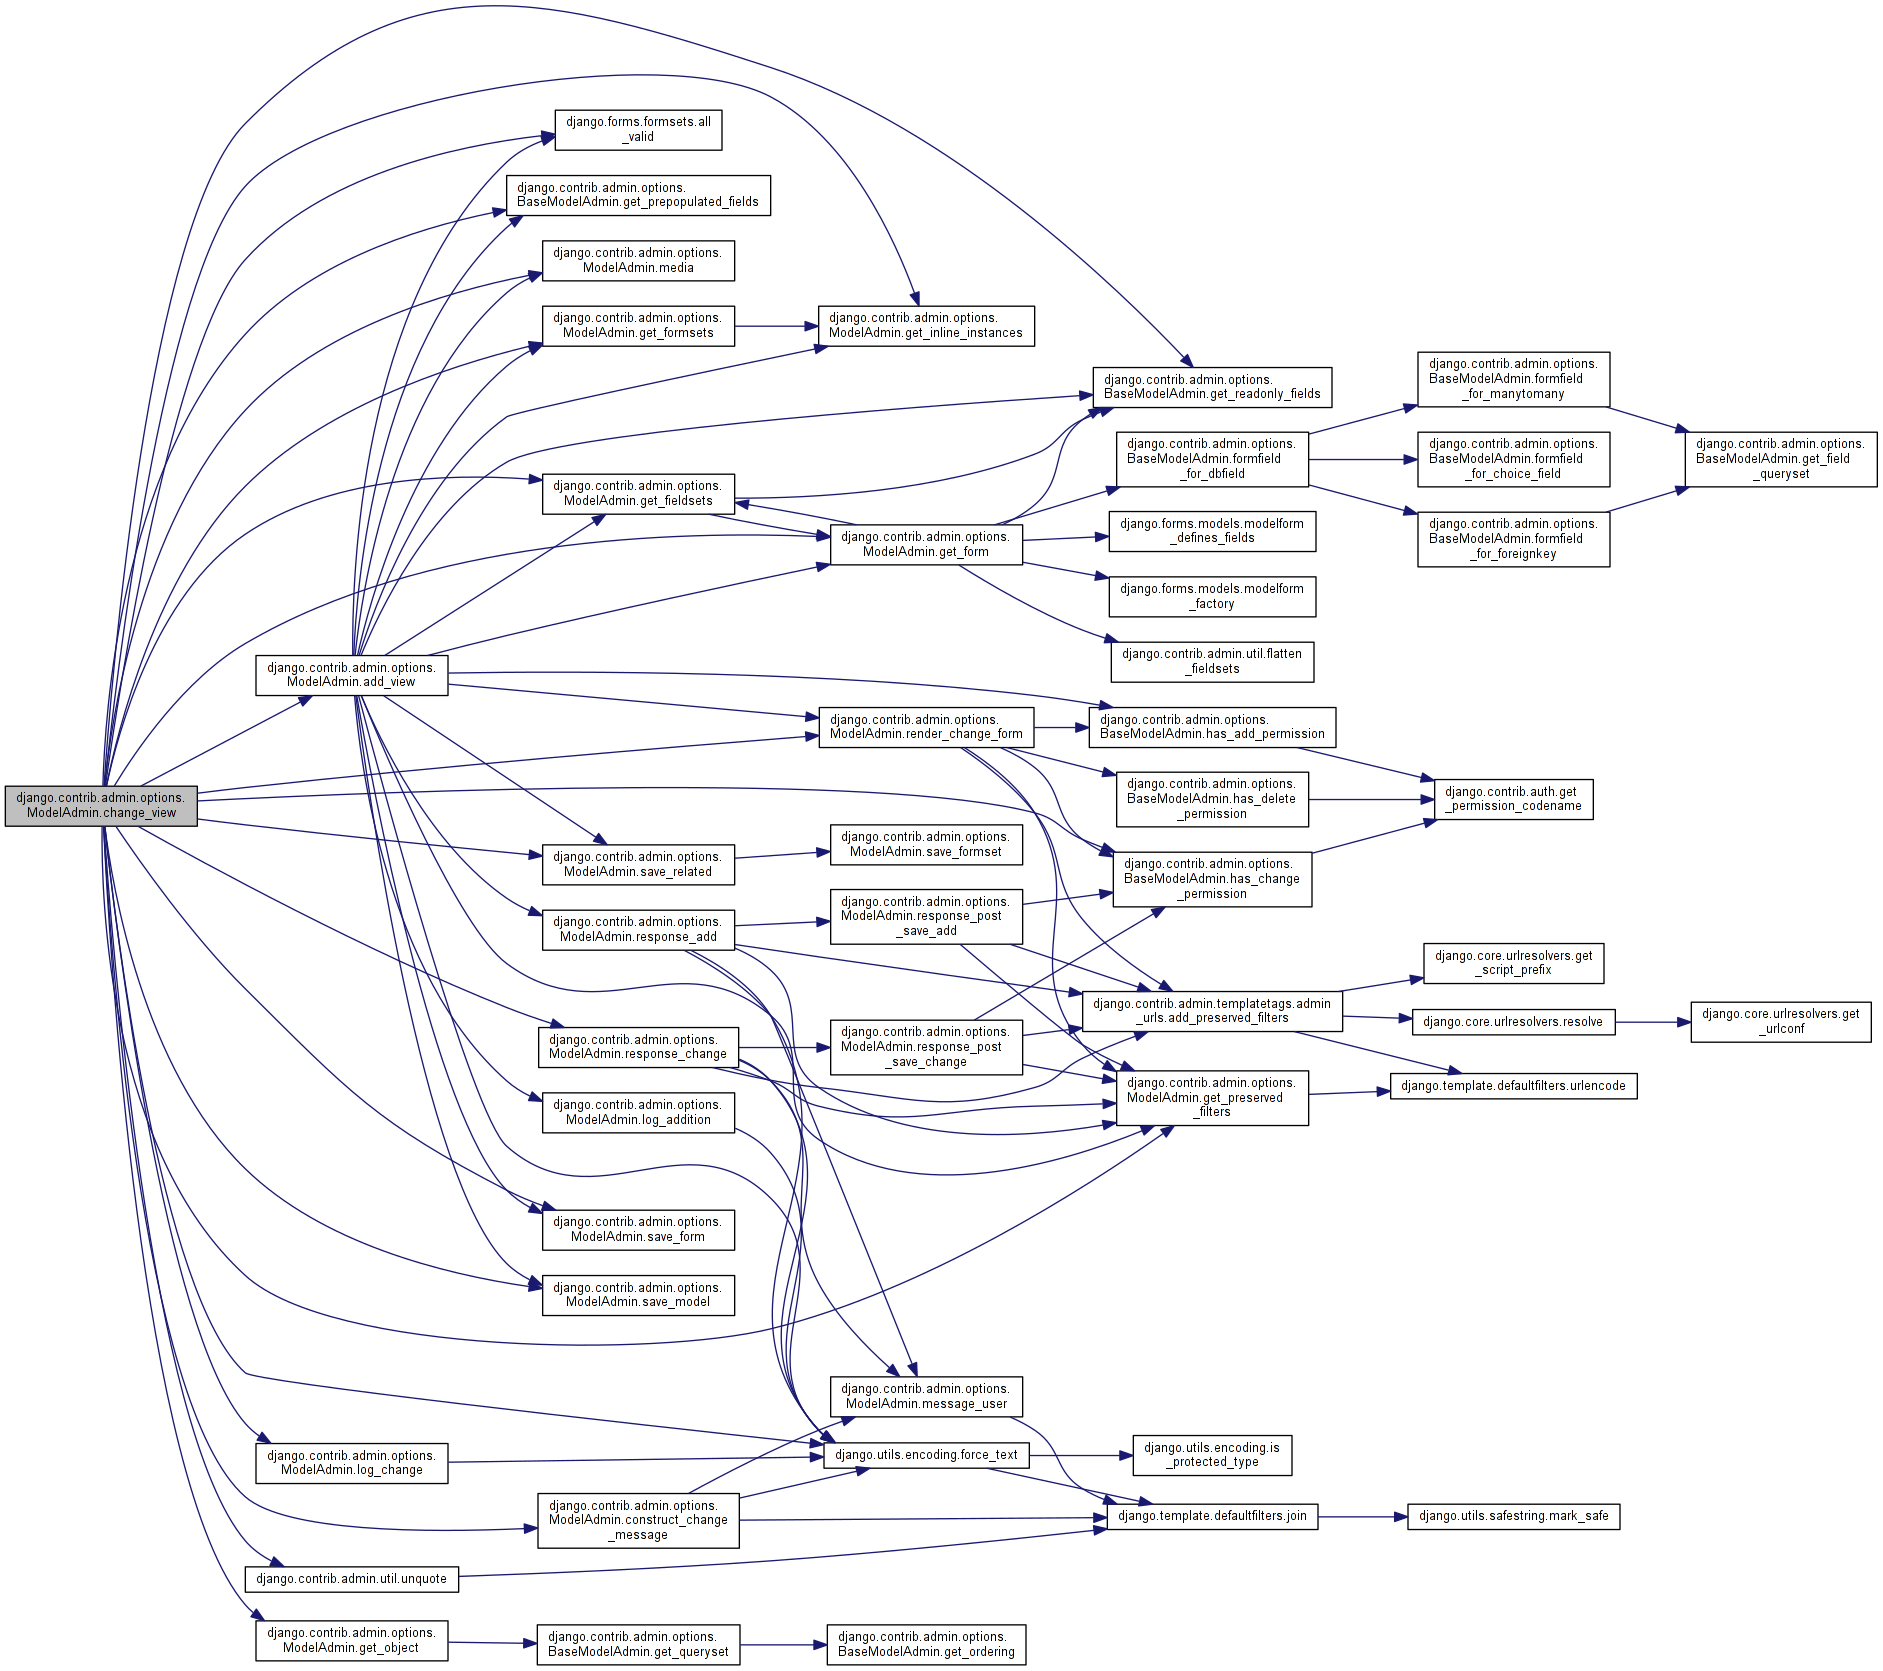 django.forms.formsets.all
_valid
django.contrib.admin.options.
BaseModelAdmin.get_prepopulated_fields
django.contrib.admin.options.
ModelAdmin.media
django.contrib.admin.options.
ModelAdmin.get_formsets
django.contrib.admin.options.
ModelAdmin.get_inline_instances
django.contrib.admin.options.
BaseModelAdmin.get_readonly_fields
django.contrib.admin.options.
BaseModelAdmin.formfield
_for_manytomany
django.contrib.admin.options.
BaseModelAdmin.formfield
_for_dbfield
django.contrib.admin.options.
BaseModelAdmin.formfield
_for_choice_field
django.contrib.admin.options.
BaseModelAdmin.get_field
_queryset
django.contrib.admin.options.
ModelAdmin.get_fieldsets
django.contrib.admin.options.
ModelAdmin.get_form
django.forms.models.modelform
_defines_fields
django.contrib.admin.options.
BaseModelAdmin.formfield
_for_foreignkey
django.forms.models.modelform
_factory
django.contrib.admin.util.flatten
_fieldsets
django.contrib.admin.options.
ModelAdmin.add_view
django.contrib.admin.options.
ModelAdmin.render_change_form
django.contrib.admin.options.
BaseModelAdmin.has_add_permission
django.contrib.admin.options.
ModelAdmin.change_view
django.contrib.admin.options.
BaseModelAdmin.has_delete
_permission
django.contrib.auth.get
_permission_codename
django.contrib.admin.options.
ModelAdmin.save_related
django.contrib.admin.options.
ModelAdmin.save_formset
django.contrib.admin.options.
BaseModelAdmin.has_change
_permission
django.contrib.admin.options.
ModelAdmin.response_add
django.contrib.admin.options.
ModelAdmin.response_post
_save_add
django.core.urlresolvers.get
_script_prefix
django.contrib.admin.templatetags.admin
_urls.add_preserved_filters
django.core.urlresolvers.resolve
django.core.urlresolvers.get
_urlconf
django.contrib.admin.options.
ModelAdmin.response_change
django.contrib.admin.options.
ModelAdmin.response_post
_save_change
django.contrib.admin.options.
ModelAdmin.get_preserved
_filters
django.template.defaultfilters.urlencode
django.contrib.admin.options.
ModelAdmin.log_addition
django.contrib.admin.options.
ModelAdmin.save_form
django.contrib.admin.options.
ModelAdmin.save_model
django.contrib.admin.options.
ModelAdmin.message_user
django.contrib.admin.options.
ModelAdmin.log_change
django.utils.encoding.force_text
django.utils.encoding.is
_protected_type
django.contrib.admin.options.
ModelAdmin.construct_change
_message
django.template.defaultfilters.join
django.utils.safestring.mark_safe
django.contrib.admin.util.unquote
django.contrib.admin.options.
ModelAdmin.get_object
django.contrib.admin.options.
BaseModelAdmin.get_queryset
django.contrib.admin.options.
BaseModelAdmin.get_ordering